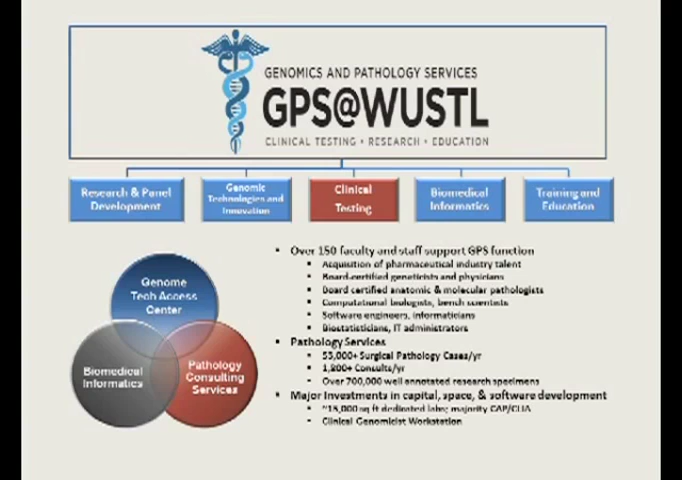 GENOMICS AND PATHOLOGY SERVICES
GPS@WUSTL
CLINICAL TESTING • RESEARCH • EDUCATION
Research & Panel
Development
Genomic
Technologies and
Innovation
Clinical
Testing
Biomedical
Informatics
Training and
Education
Genome
Tech Access
Center
Biomedical
Informatics
Pathology
Consulting
Services
• Over 150 faculty and staff support GPS function
• Acquisition of pharmaceutical industry talent
• Board-certified geneticists and physicians
• Board certified anatomic & molecular pathologists
• Computational biologists, bench scientists
• Software engineers, informaticians
• Biostatisticians, IT administrators
• Pathology Services
• 53,000+ Surgical Pathology Cases/yr
• 1,800+ Consults/yr
• Over 700,000 well annotated research specimens
• Major Investments in capital, space, & software development
• ~15,000 sq ft dedicated labs; majority CAP/CLIA
• Clinical Genomicist Workstation